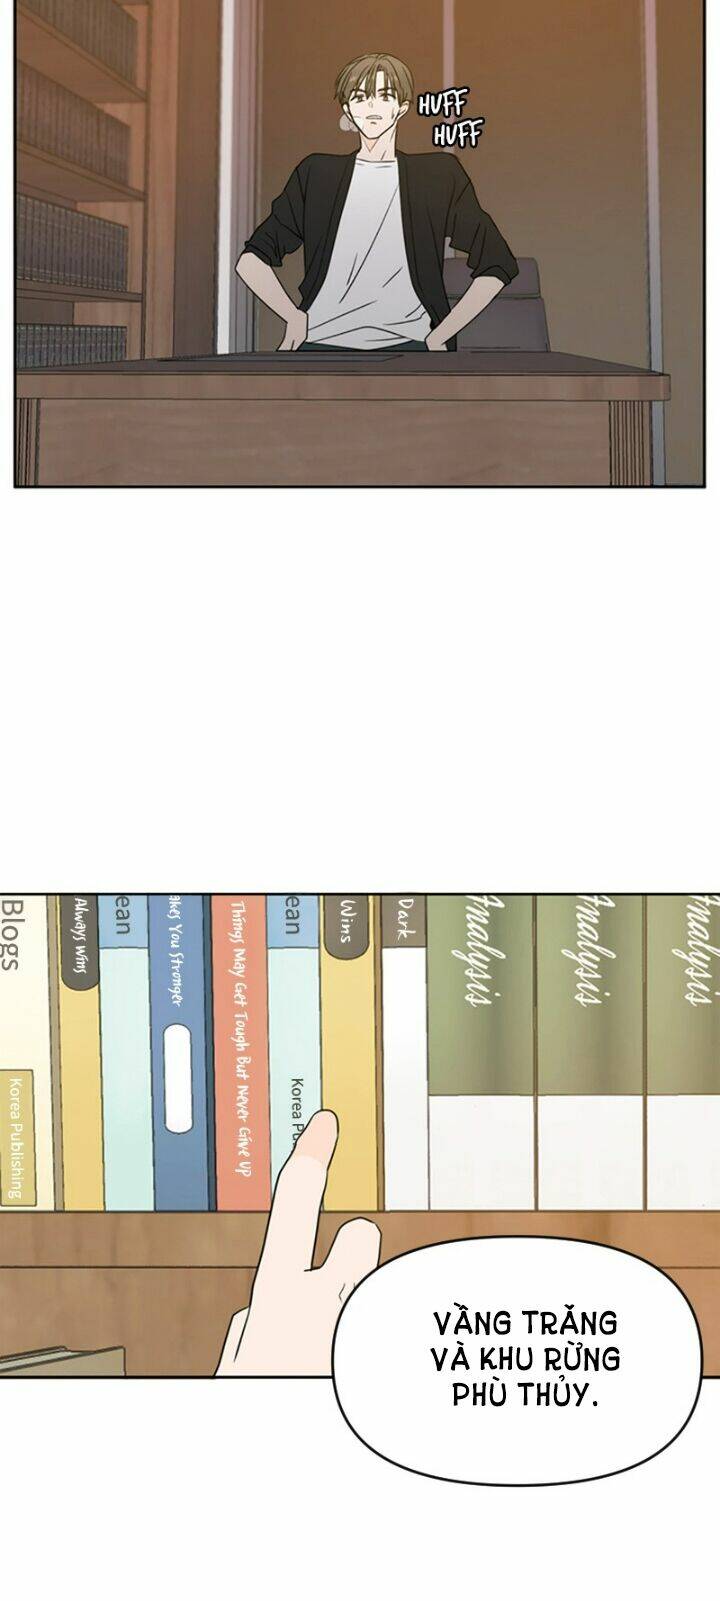 HUFF
HUFF
Blogs
Korea Publishing
Always Wins
ean
akes You Stronger
Things May Get Tough But Never Give Up
ean
Korea P
Wins
Dark
Analysis
Analysis
Analysis
VẦNG TRĂNG
VÀ KHU RỪNG
PHÙ THỦY.